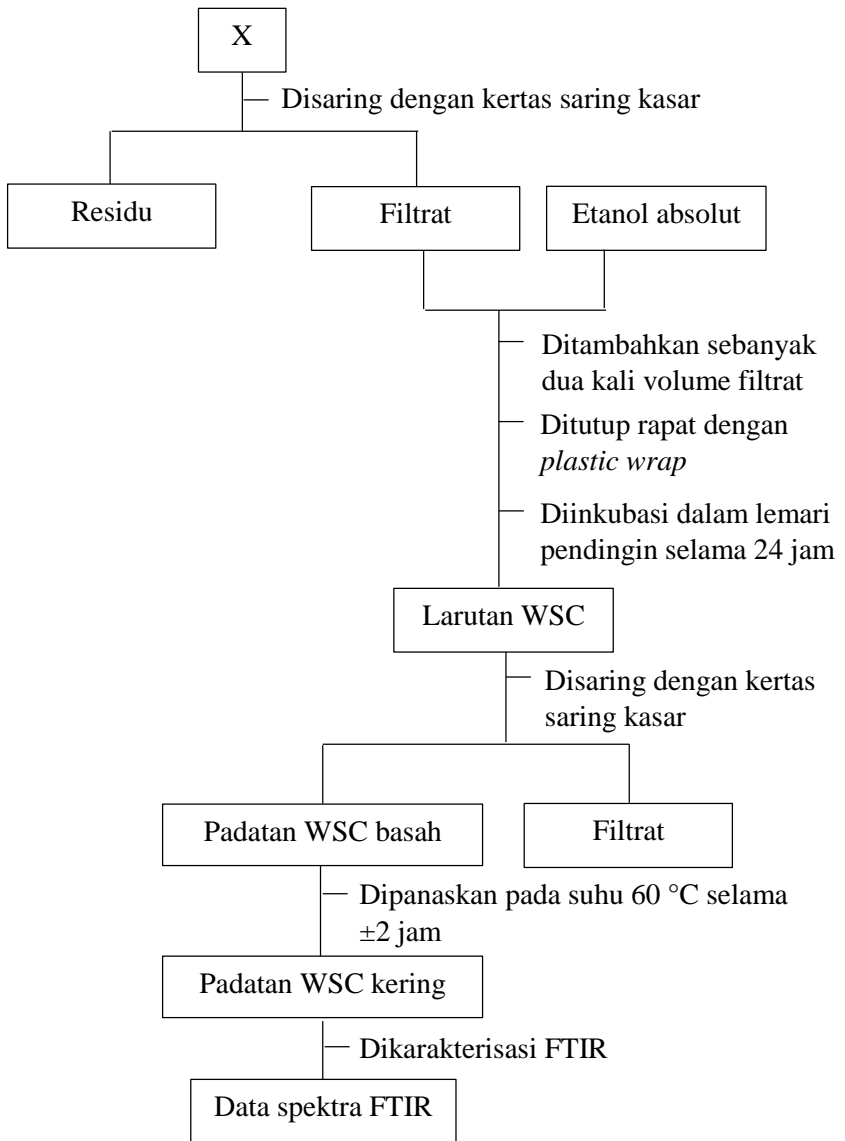 X
Disaring dengan kertas saring kasar
Residu
Filtrat
Etanol absolut
Ditambahkan sebanyak
dua kali volume filtrat
Ditutup rapat dengan
plastic wrap
Diinkubasi dalam lemari
pendingin selama 24 jam
Larutan WSC
Disaring dengan kertas
saring kasar
Padatan WSC basah
Filtrat
Dipanaskan pada suhu 60 °C selama
±2 jam
Padatan WSC kering
Dikarakterisasi FTIR
Data spektra FTIR